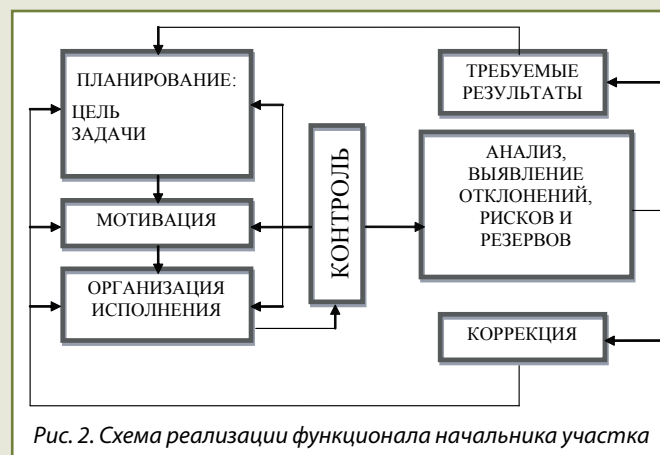 ПЛАНИРОВАНИЕ:
ЦЕЛЬ
ЗАДАЧИ
МОТИВАЦИЯ
ОРГАНИЗАЦИЯ
ИСПОЛНЕНИЯ
КОНТРОЛЬ
ТРЕБУЕМЫЕ
РЕЗУЛЬТАТЫ
АНАЛИЗ,
ВЫЯВЛЕНИЕ
ОТКЛОНЕНИЙ,
РИСКОВ И
РЕЗЕРВОВ
КОРРЕКЦИЯ
Рис. 2. Схема реализации функционала начальника участка